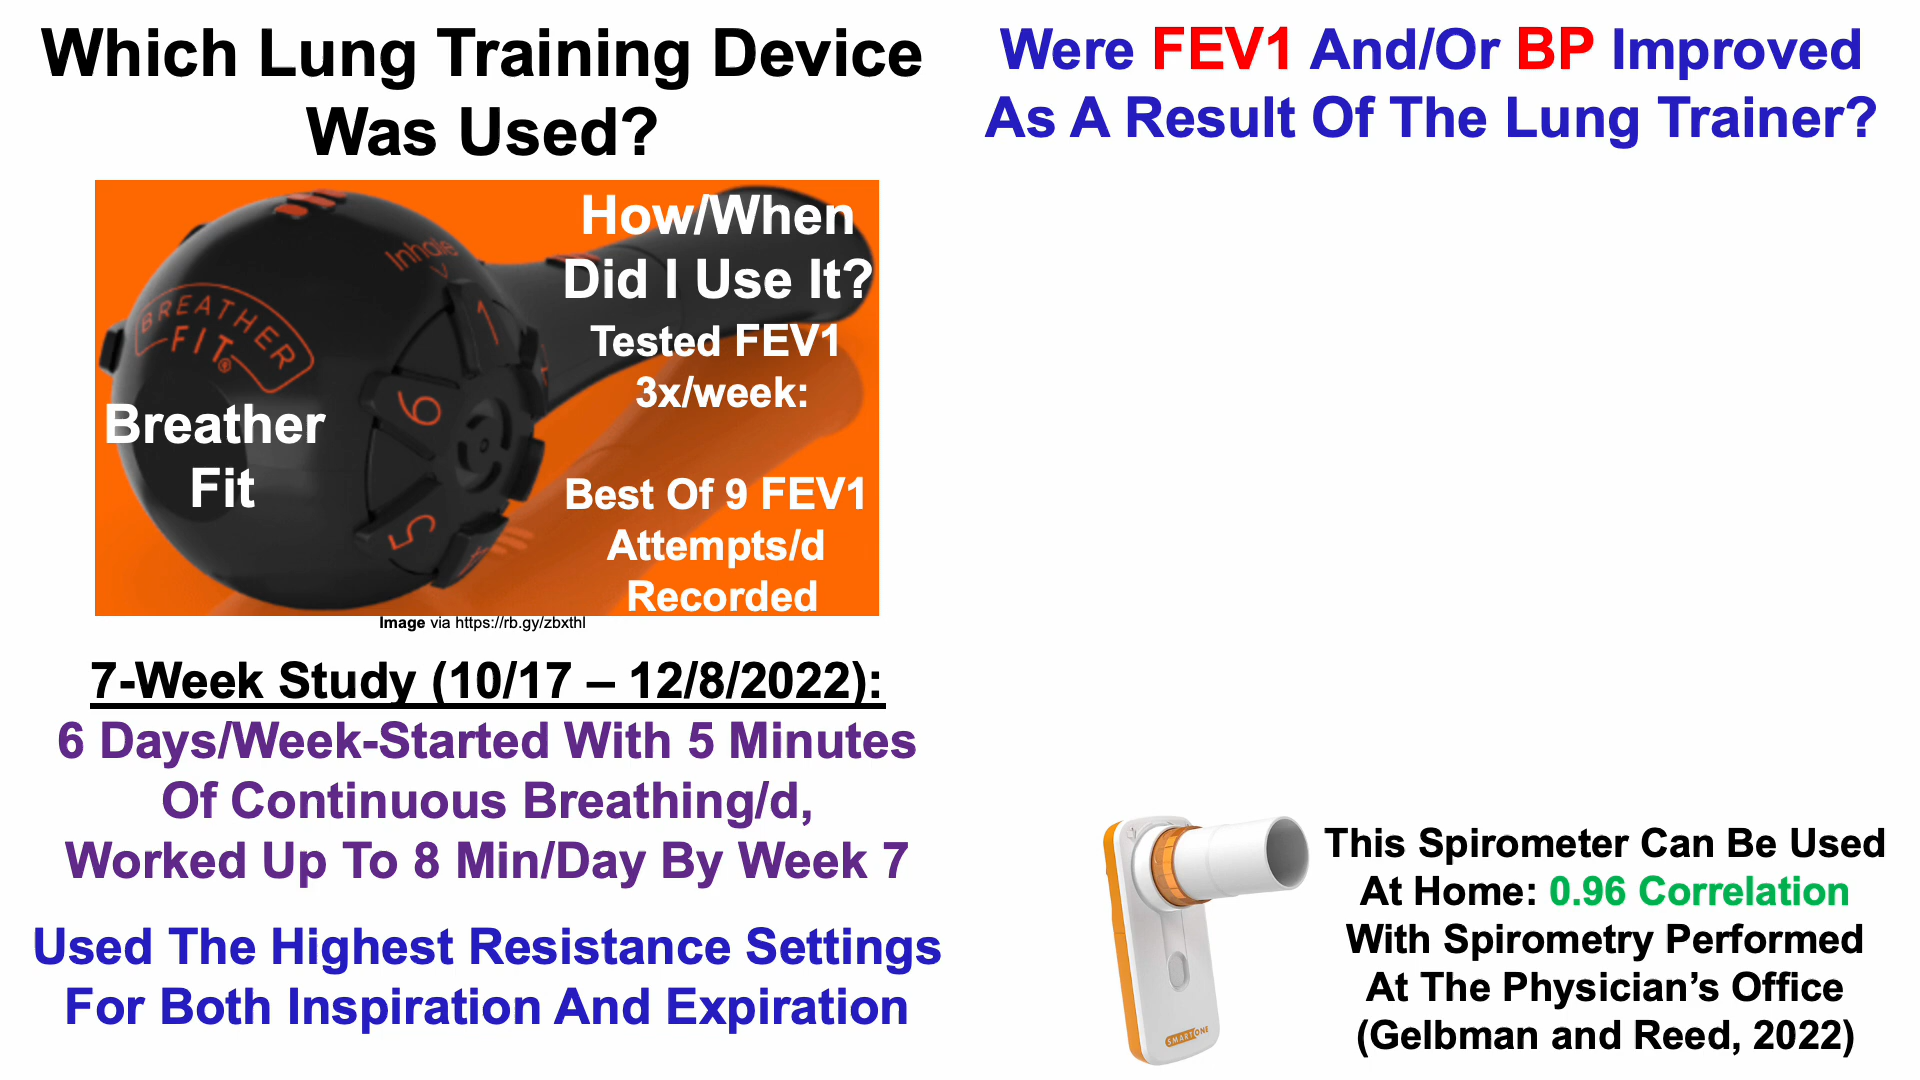 Which Lung Training Device
Was Used?
BREATHER
FIT®
Inhale
1
6
5
Breather
Fit
How/When
Did I Use It?
Tested FEV1
3x/week:
Best Of 9 FEV1
Attempts/d
Recorded
Image via https://rb.gy/zbxthl
7-Week Study (10/17 – 12/8/2022):
6 Days/Week-Started With 5 Minutes
Of Continuous Breathing/d,
Worked Up To 8 Min/Day By Week 7
Used The Highest Resistance Settings
For Both Inspiration And Expiration
Were FEV1 And/Or BP Improved
As A Result Of The Lung Trainer?
SMART ONE
This Spirometer Can Be Used
At Home: 0.96 Correlation
With Spirometry Performed
At The Physician’s Office
(Gelbman and Reed, 2022)